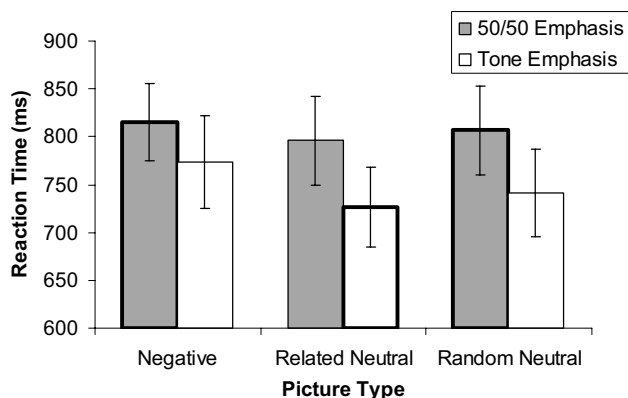 900
850
800
750
700
650
600
Reaction Time (ms)
50/50 Emphasis
Tone Emphasis
Negative
Related Neutral
Random Neutral
Picture Type